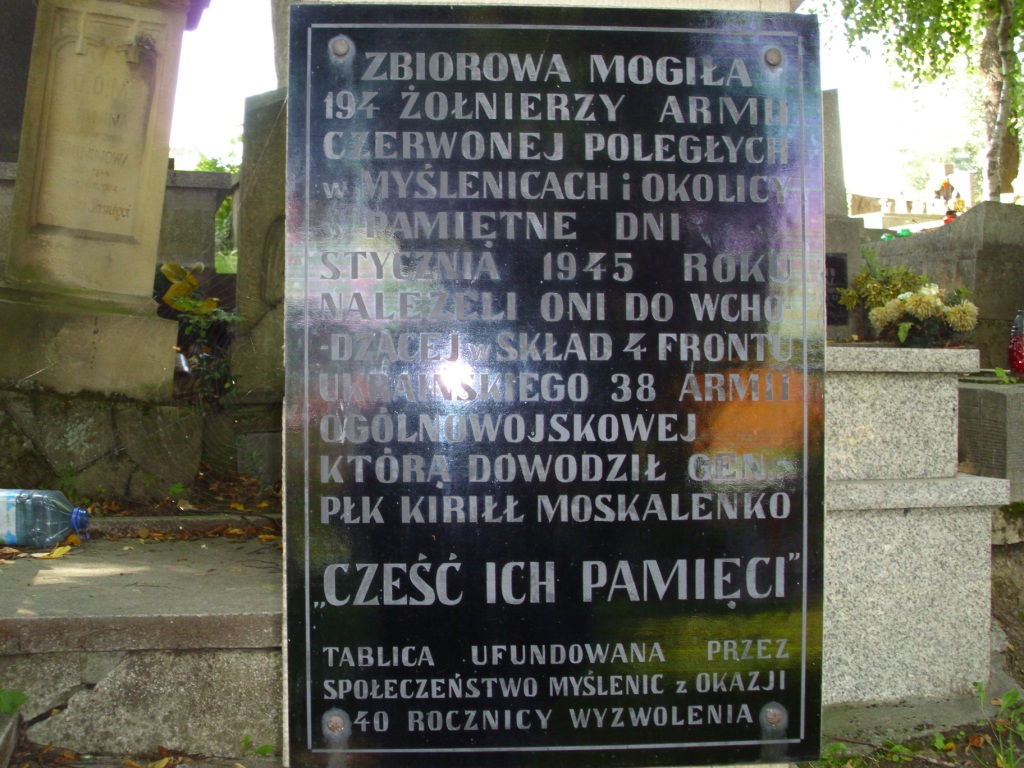 ZBIOROWA MOGIŁA
194 ŻOŁNIERZY ARMII
CZERWONEJ POLEGŁYCH
w MYŚLENICACH i OKOLICY
w PAMIĘTNE DNI
STYCZNIA 1945 ROKU
NALEŻELI ONI DO WCHO-
-DZĄCEJ w SKŁAD 4 FRONTU
UKRAIŃSKIEGO 38 ARMII
OGÓLNOWOJSKOWEJ
KTÓRĄ DOWODZIŁ GEN.
PŁK KIRIŁŁ MOSKALENKO
„CZEŚĆ ICH PAMIĘCI”
TABLICA UFUNDOWANA PRZEZ
SPOŁECZEŃSTWO MYŚLENIC z OKAZJI
40 ROCZNICY WYZWOLENIA